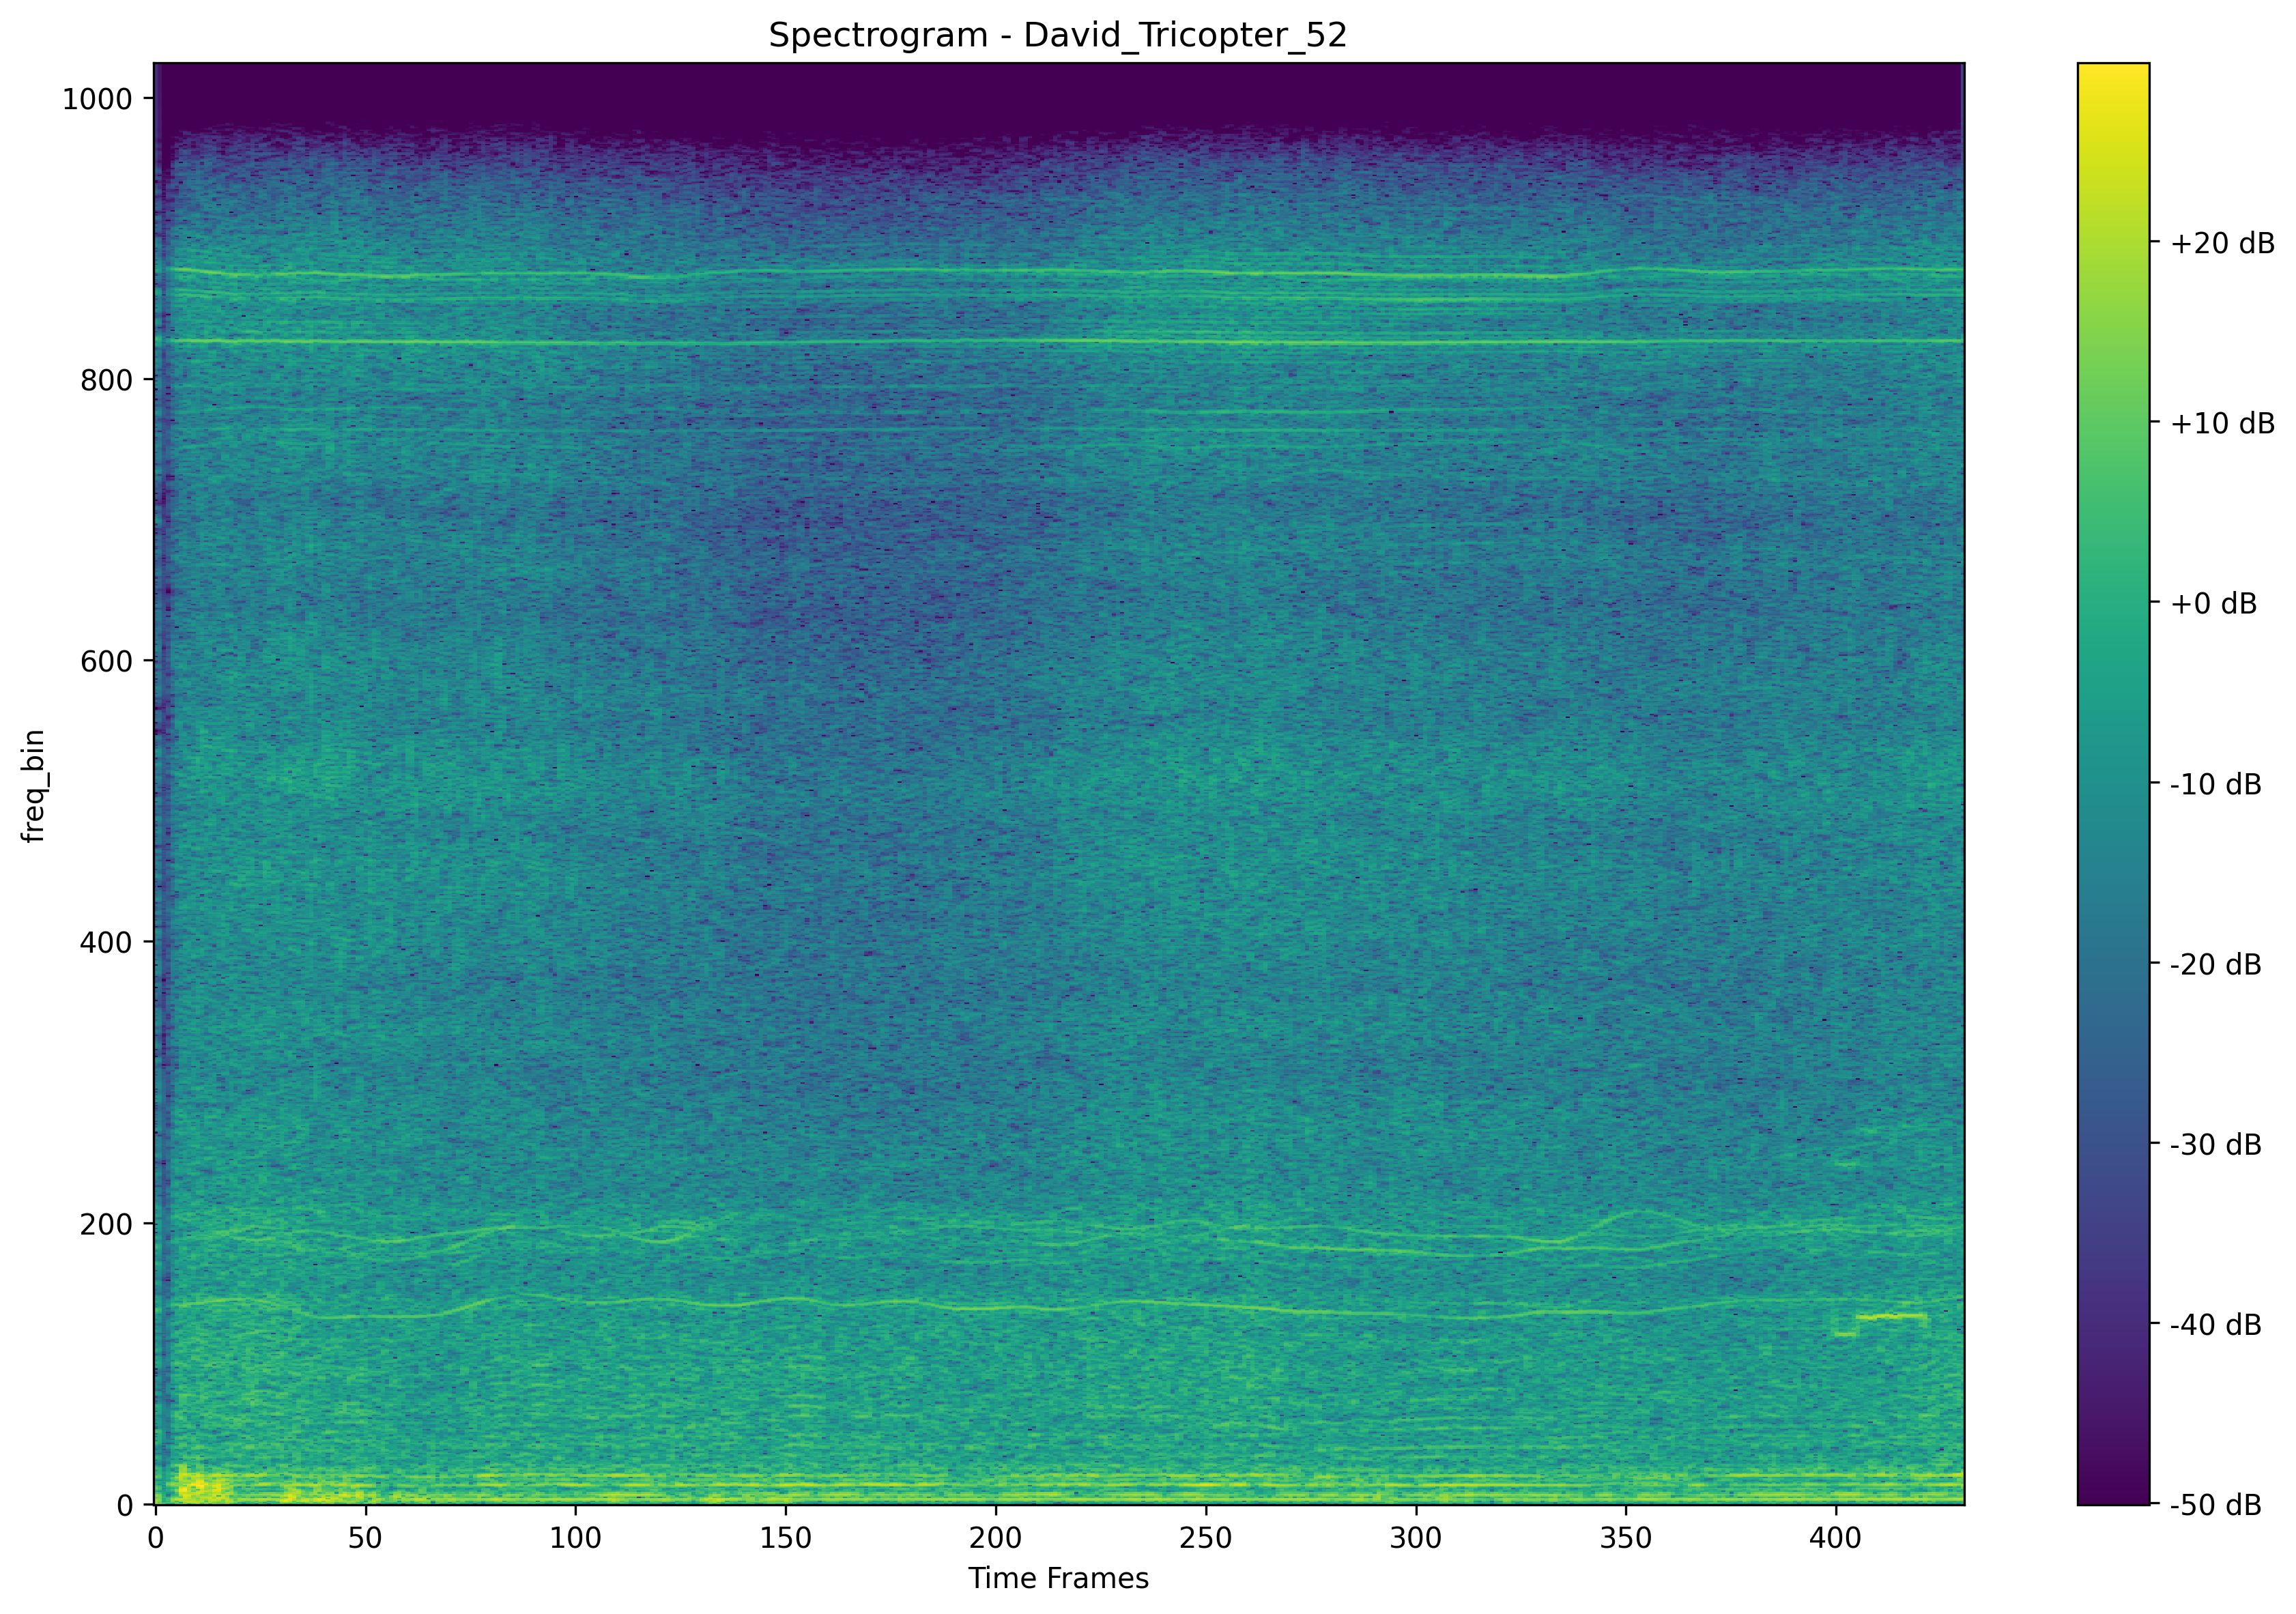 Spectrogram - David_Tricopter_52
freq_bin
1000
800
600
400
200
0
0 50 100 150 200 250 300 350 400
Time Frames
+20 dB
+10 dB
+0 dB
-10 dB
-20 dB
-30 dB
-40 dB
-50 dB